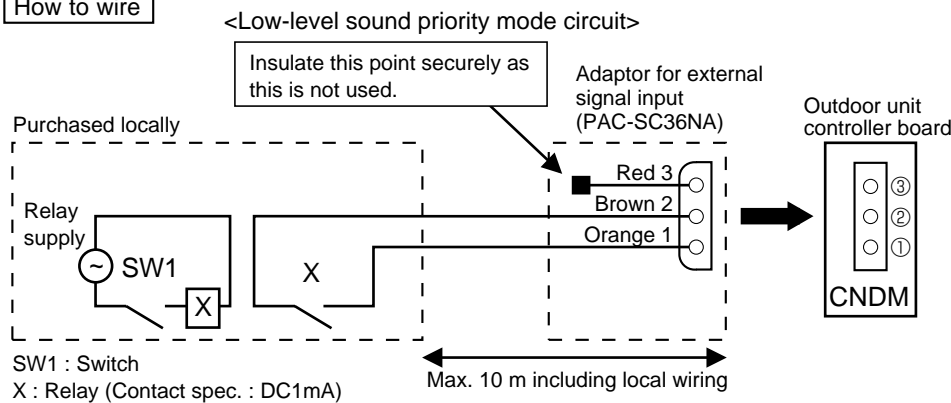 How to wire
<Low-level sound priority mode circuit>
Insulate this point securely as
this is not used.
Adaptor for external
signal input
(PAC-SC36NA)
Outdoor unit
controller board
Purchased locally
Red 3
Brown 2
Orange 1
③
②
①
Relay
supply
~
SW1
X
X
CNDM
SW1 : Switch
X : Relay (Contact spec. : DC1mA)
Max. 10 m including local wiring